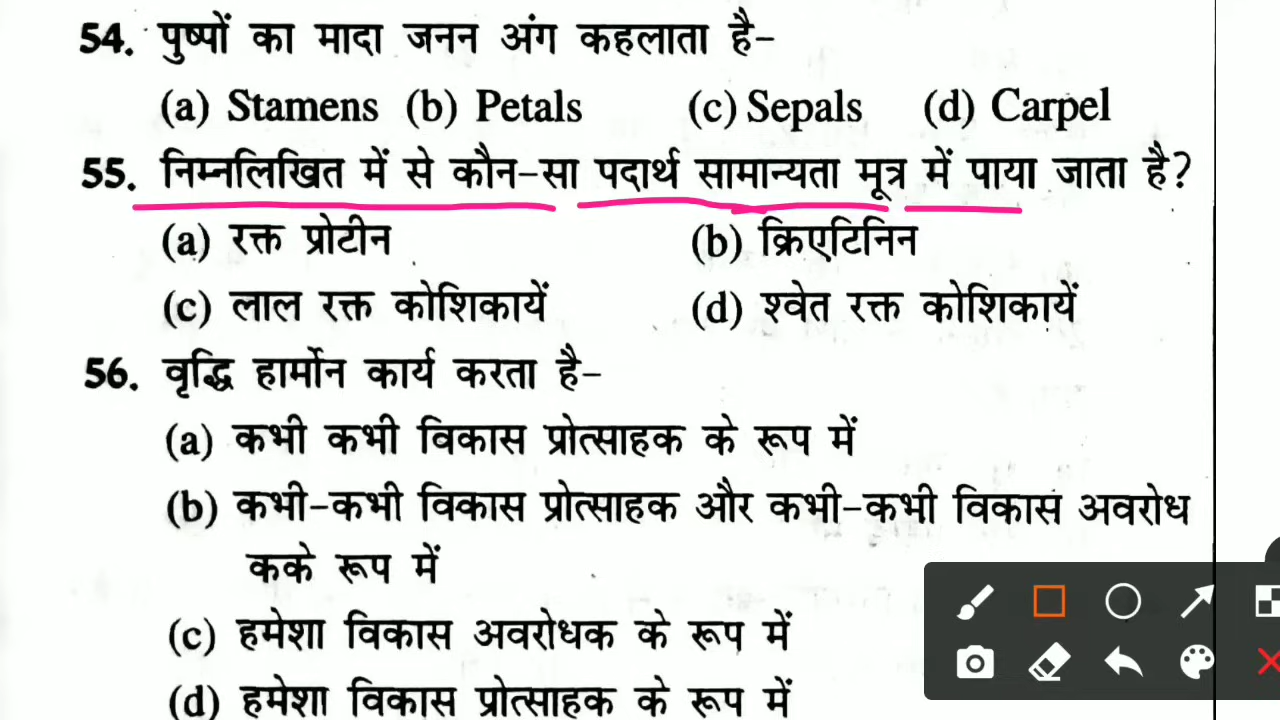 54. पुष्पों का मादा जनन अंग कहलाता है-
(a) Stamens (b) Petals (c) Sepals (d) Carpel
55. निम्नलिखित में से कौन-सा पदार्थ सामान्यता मूत्र में पाया जाता है?
(a) रक्त प्रोटीन (b) क्रिएटिनिन
(c) लाल रक्त कोशिकायें (d) श्वेत रक्त कोशिकायें
56. वृद्धि हार्मोन कार्य करता है-
(a) कभी कभी विकास प्रोत्साहक के रूप में
(b) कभी-कभी विकास प्रोत्साहक और कभी-कभी विकास अवरोध
कके रूप में
(c) हमेशा विकास अवरोधक के रूप में
(d) हमेशा विकास प्रोत्साहक के रूप में